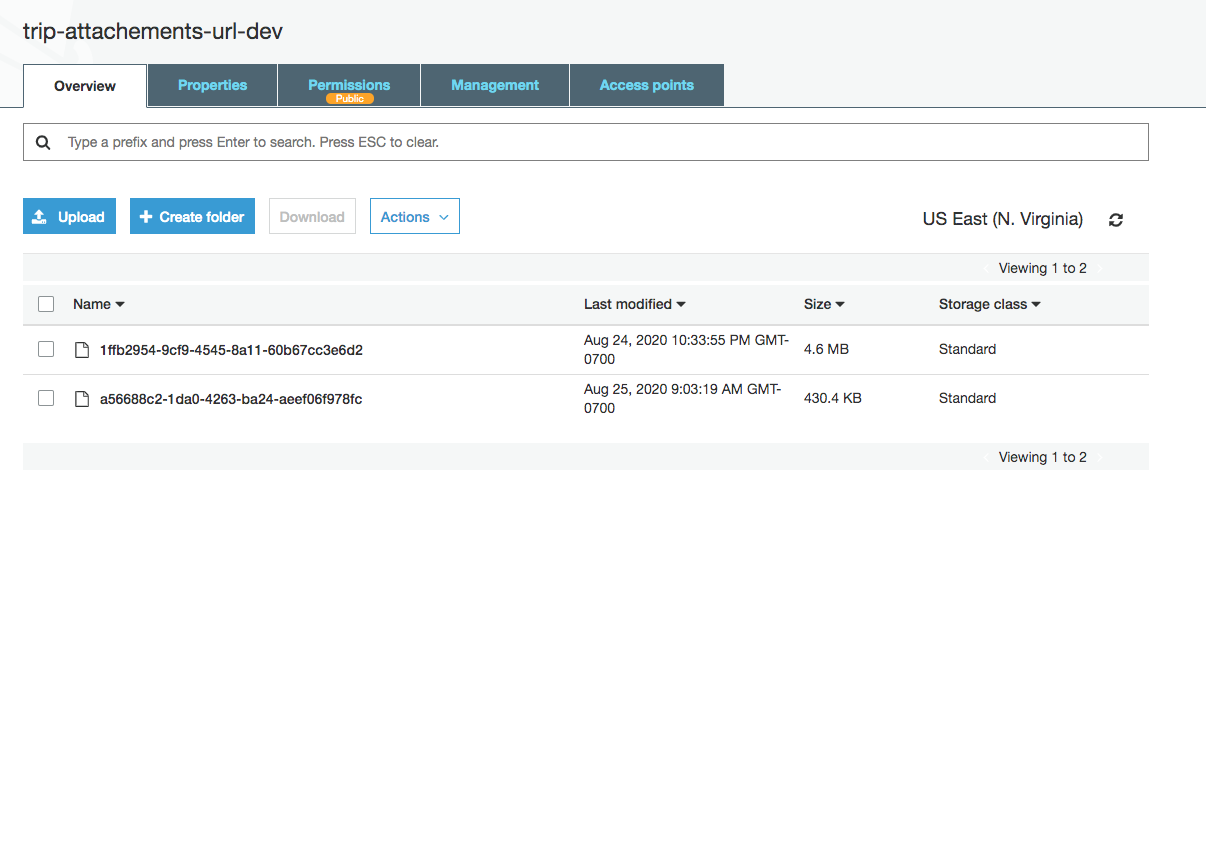 trip-attachements-url-dev
Overview
Properties
Permissions
Public
Management
Access points
Type a prefix and press Enter to search. Press ESC to clear.
Upload
Create folder
Download
Actions
US East (N. Virginia)
Viewing 1 to 2
Name Last modified Size Storage class
1ffb2954-9cf9-4545-8a11-60b67cc3e6d2 Aug 24, 2020 10:33:55 PM GMT-
0700 4.6 MB Standard
a56688c2-1da0-4263-ba24-aeef06f978fc Aug 25, 2020 9:03:19 AM GMT-
0700 430.4 KB Standard
Viewing 1 to 2